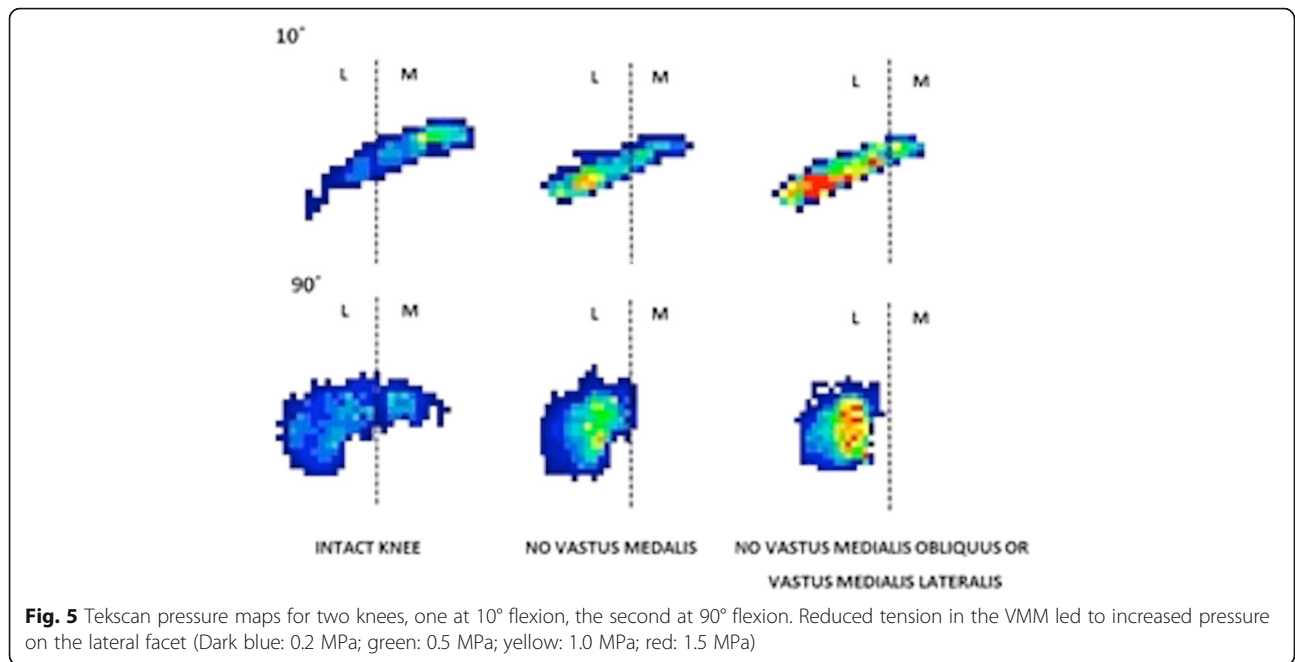 10°
L M L M L M
90°
L M L M L M
INTACT KNEE NO VASTUS MEDALIS NO VASTUS MEDIALIS OBLIQUUS OR
VASTUS MEDIALIS LATERALIS
Fig. 5 Tekscan pressure maps for two knees, one at 10° flexion, the second at 90° flexion. Reduced tension in the VMM led to increased pressure
on the lateral facet (Dark blue: 0.2 MPa; green: 0.5 MPa; yellow: 1.0 MPa; red: 1.5 MPa)